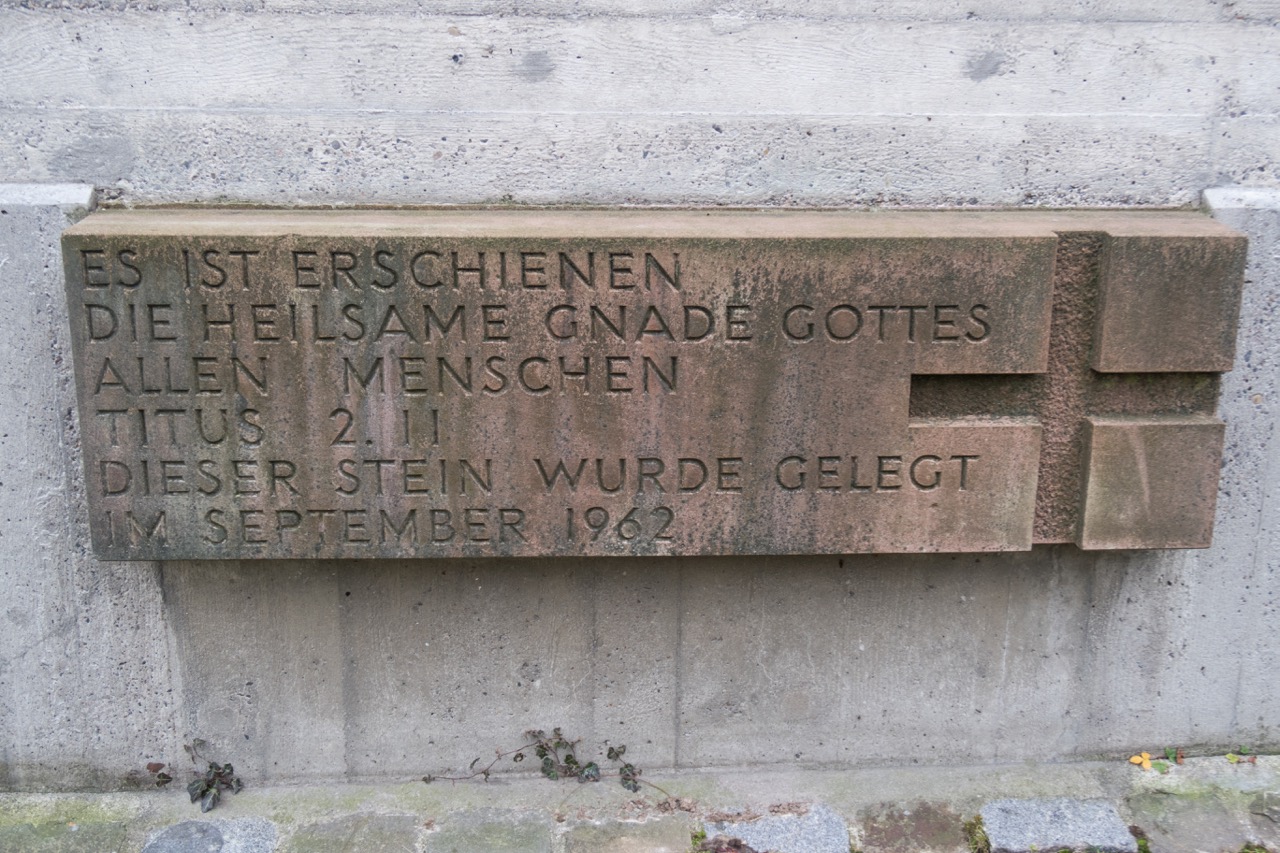 ES IST ERSCHIENEN
DIE HEILSAME GNADE GOTTES
ALLEN MENSCHEN
TITUS 2. 11
DIESER STEIN WURDE GELEGT
IM SEPTEMBER 1962